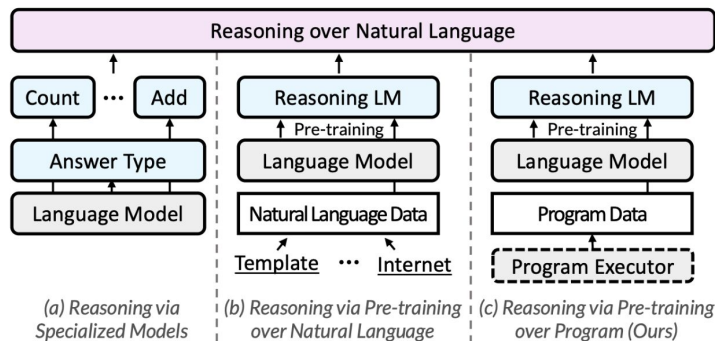 Reasoning over Natural Language
Count ... Add
Answer Type
Language Model
(a) Reasoning via
Specialized Models
Reasoning LM
Pre-training
Language Model
Natural Language Data
Template ... Internet
(b) Reasoning via Pre-training
over Natural Language
Reasoning LM
Pre-training
Language Model
Program Data
Program Executor
(c) Reasoning via Pre-training
over Program (Ours)